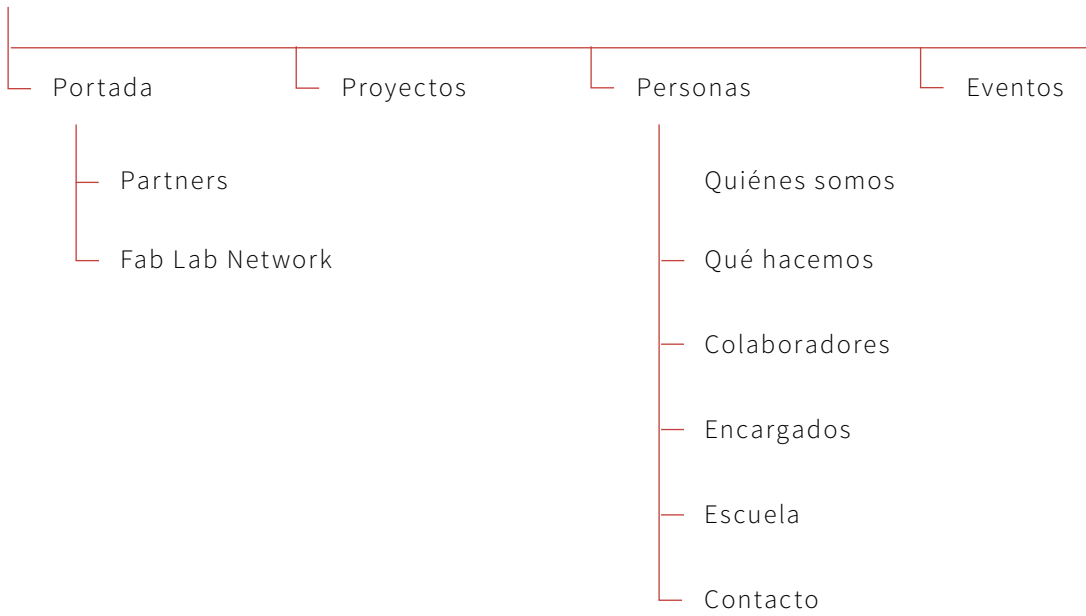 Portada
Proyectos
Personas
Eventos
Partners
Fab Lab Network
Quiénes somos
Qué hacemos
Colaboradores
Encargados
Escuela
Contacto